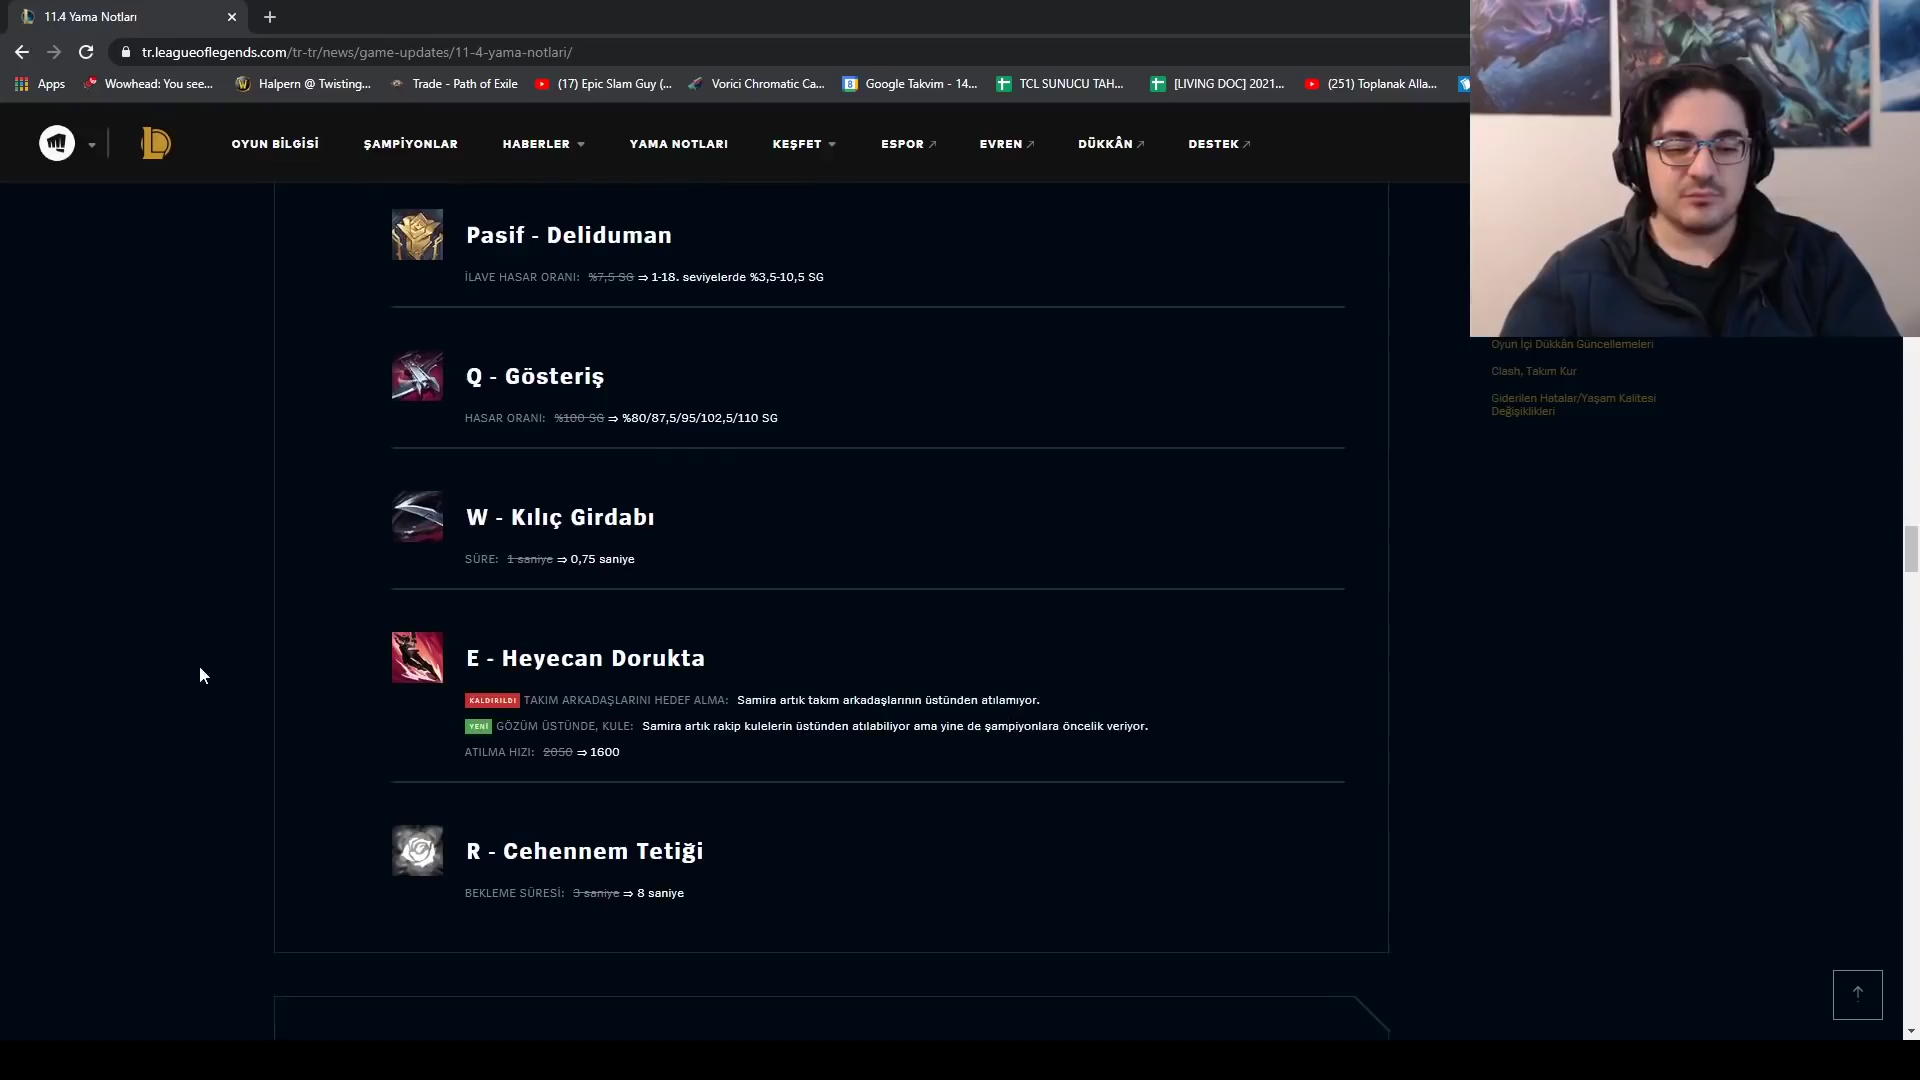 11.4 Yama Notları
tr.leagueoflegends.com/tr-tr/news/game-updates/11-4-yama-notlari/
Apps
Wowhead: You see...
Halpern @ Twisting...
Trade - Path of Exile
(17) Epic Slam Guy (...
Vorici Chromatic Ca...
Google Takvim - 14...
TCL SUNUCU TAH...
[LIVING DOC] 2021...
(251) Toplanak Alla...
OYUN BİLGİSİ
ŞAMPİYONLAR
HABERLER
YAMA NOTLARI
KEŞFET
ESPOR
EVREN
DÜKKÂN
DESTEK
Pasif - Deliduman
İLAVE HASAR ORANI: %7,5 SG ⇒ 1-18. seviyelerde %3,5-10,5 SG
Q - Gösteriş
HASAR ORANI: %100 SG ⇒ %80/87,5/95/102,5/110 SG
W - Kılıç Girdabı
SÜRE: 1 saniye ⇒ 0,75 saniye
E - Heyecan Dorukta
KALDIRILDI TAKIM ARKADAŞLARINI HEDEF ALMA: Samira artık takım arkadaşlarının üstünden atılamıyor.
YENİ GÖZÜM ÜSTÜNDE, KULE: Samira artık rakip kulelerin üstünden atılabiliyor ama yine de şampiyonlara öncelik veriyor.
ATILMA HIZI: 2050 ⇒ 1600
R - Cehennem Tetiği
BEKLEME SÜRESİ: 3 saniye ⇒ 8 saniye
Oyun İçi Dükkân Güncellemeleri
Clash, Takım Kur
Giderilen Hatalar/Yaşam Kalitesi
Değişiklikleri